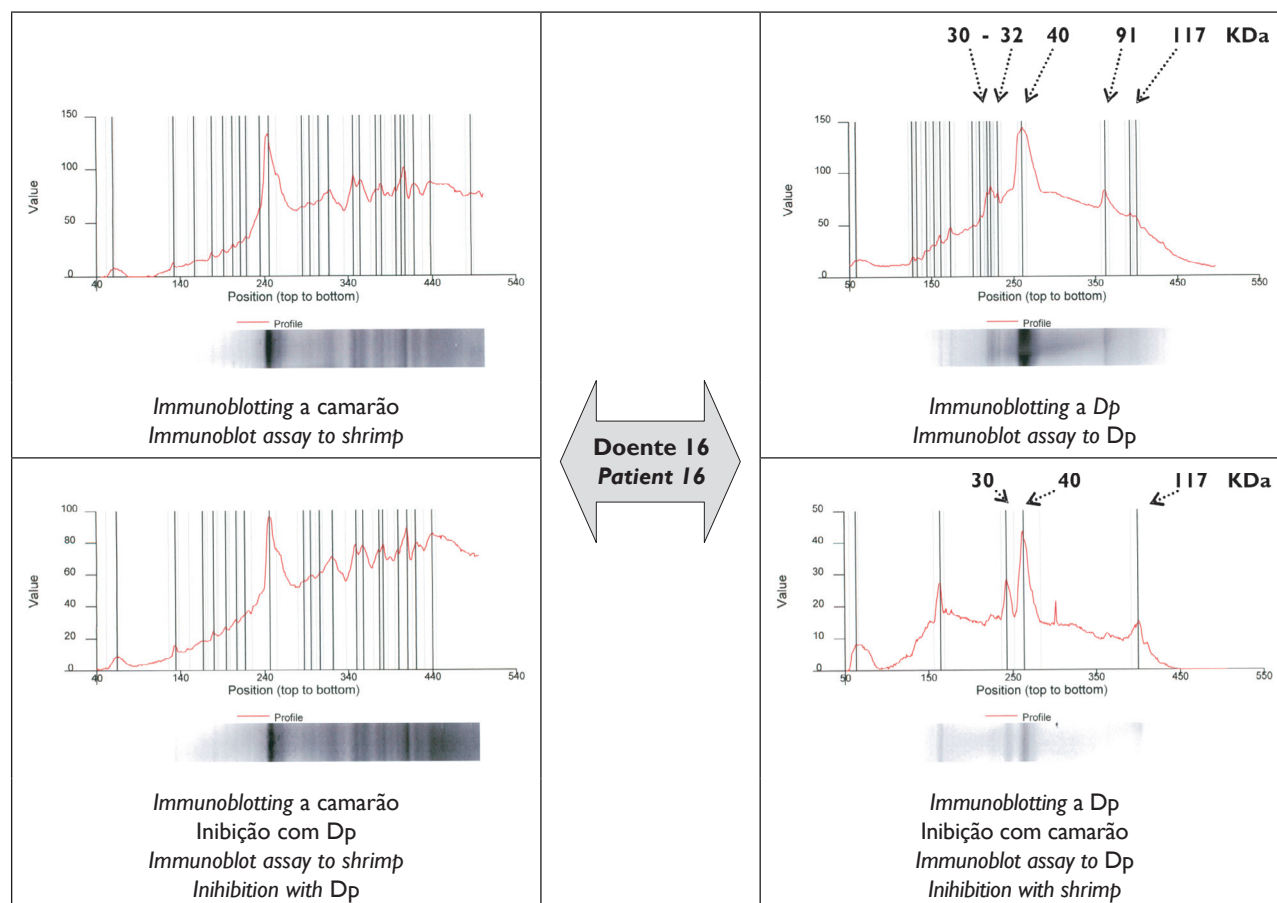 150
100
50
0
Value
40
140
240
340
440
540
Position (top to bottom)
Profile
Immunoblotting a camarão
Immunoblot assay to shrimp
30 - 32 40 91 117 KDa
150
100
50
0
Value
50
150
250
350
450
550
Position (top to bottom)
Profile
Immunoblotting a Dp
Immunoblot assay to Dp
Doente 16
Patient 16
100
80
60
40
20
0
Value
40
140
240
340
440
540
Position (top to bottom)
Profile
Immunoblotting a camarão
Inibição com Dp
Immunoblot assay to shrimp
Inihibition with Dp
30 40 117 KDa
50
40
30
20
10
0
Value
50
150
250
350
450
550
Position (top to bottom)
Profile
Immunoblotting a Dp
Inibição com camarão
Immunoblot assay to Dp
Inihibition with shrimp